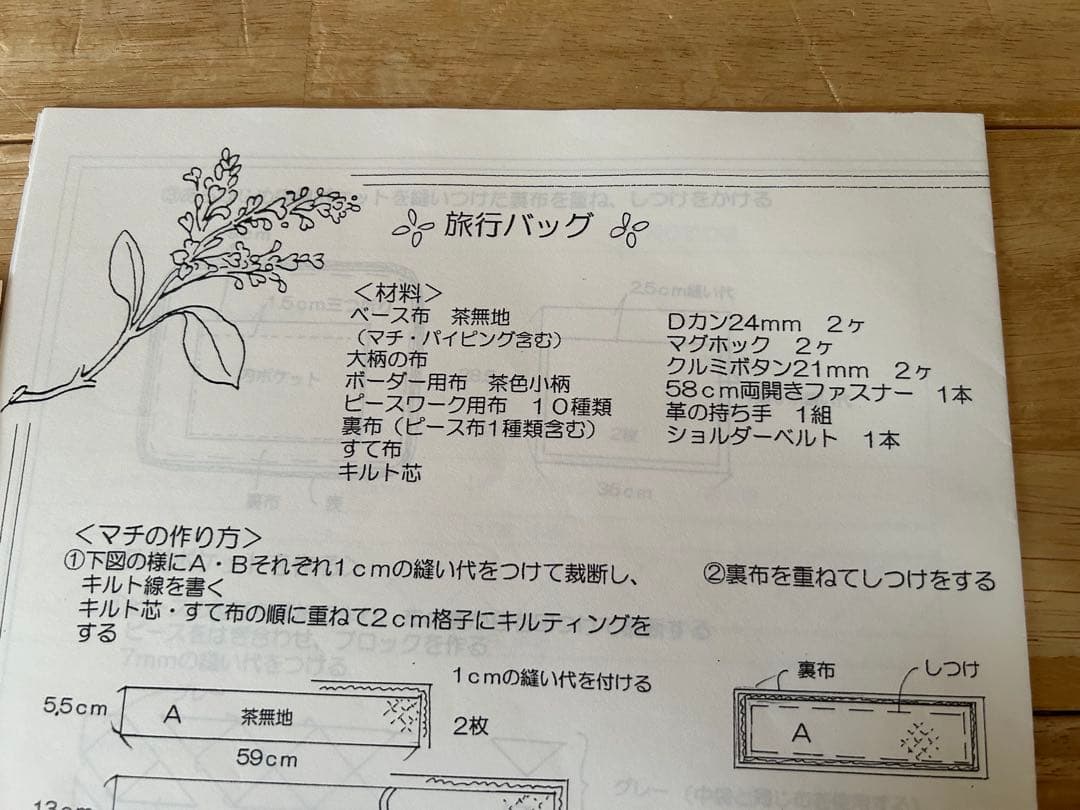 旅行バッグ
＜材料＞
ベース布　茶無地
（マチ・パイピング含む）
大柄の布
ボーダー用布　茶色小柄
ピースワーク用布　１０種類
裏布（ピース布1種類含む）
すて布
キルト芯
Dカン24mm　2ヶ
マグホック　2ヶ
クルミボタン21mm　2ヶ
58cm両開きファスナー　1本
革の持ち手　1組
ショルダーベルト　1本
＜マチの作り方＞
①下図の様にA・Bそれぞれ1cmの縫い代をつけて裁断し、
キルト線を書く
キルト芯・すて布の順に重ねて2cm格子にキルティングを
する
②裏布を重ねてしつけをする
1cmの縫い代を付ける
5,5cm
A
茶無地
2枚
59cm
裏布
しつけ
A
13cm